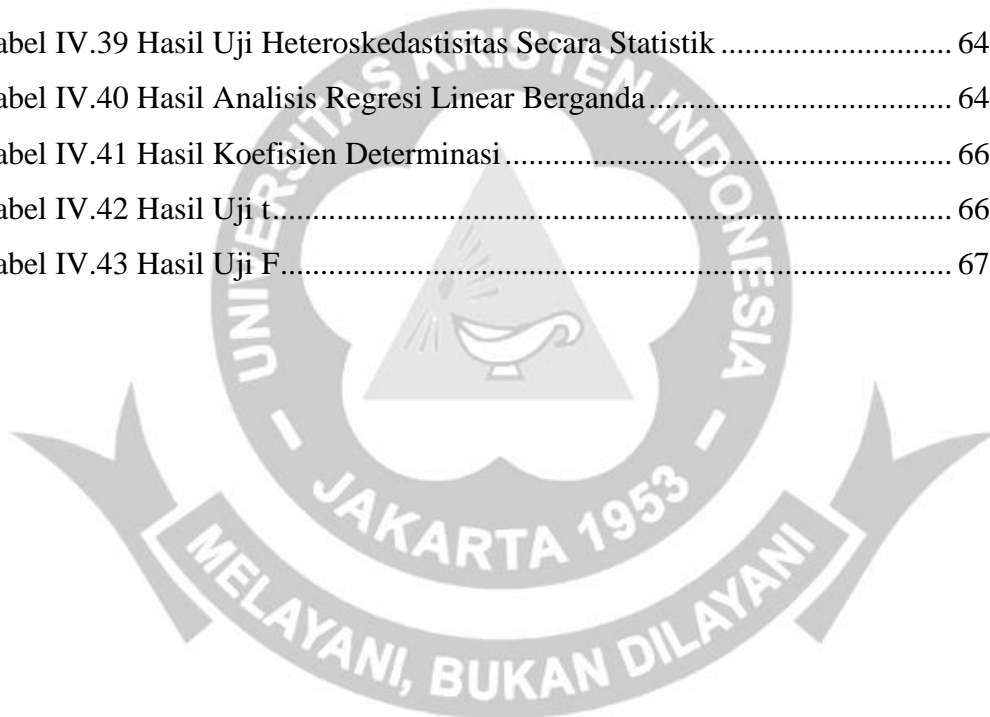 abel IV.39 Hasil Uji Heteroskedastisitas Secara Statistik ............................ 64
abel IV.40 Hasil Analisis Regresi Linear Berganda ..................................... 64
abel IV.41 Hasil Koefisien Determinasi ...................................................... 66
abel IV.42 Hasil Uji t ................................................................................... 66
abel IV.43 Hasil Uji F .................................................................................. 67
UNIVERSITAS KRISTEN INDONESIA
- JAKARTA 1953 -
MELAYANI, BUKAN DILAYANI